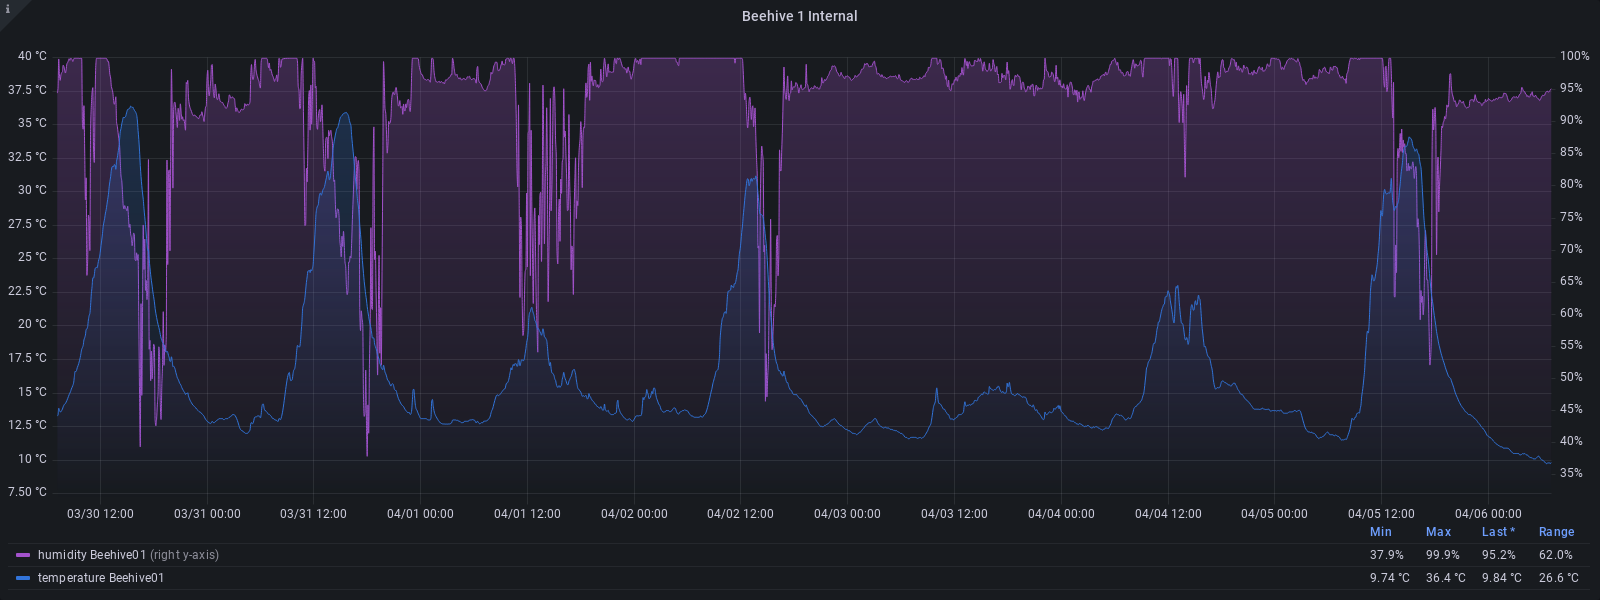 i
Beehive 1 Internal
40 °C
37.5 °C
35 °C
32.5 °C
30 °C
27.5 °C
25 °C
22.5 °C
20 °C
17.5 °C
15 °C
12.5 °C
10 °C
7.50 °C
100%
95%
90%
85%
80%
75%
70%
65%
60%
55%
50%
45%
40%
35%
03/30 12:00 03/31 00:00 03/31 12:00 04/01 00:00 04/01 12:00 04/02 00:00 04/02 12:00 04/03 00:00 04/03 12:00 04/04 00:00 04/04 12:00 04/05 00:00 04/05 12:00 04/06 00:00
Min Max Last * Range
humidity Beehive01 (right y-axis) 37.9% 99.9% 95.2% 62.0%
temperature Beehive01 9.74 °C 36.4 °C 9.84 °C 26.6 °C